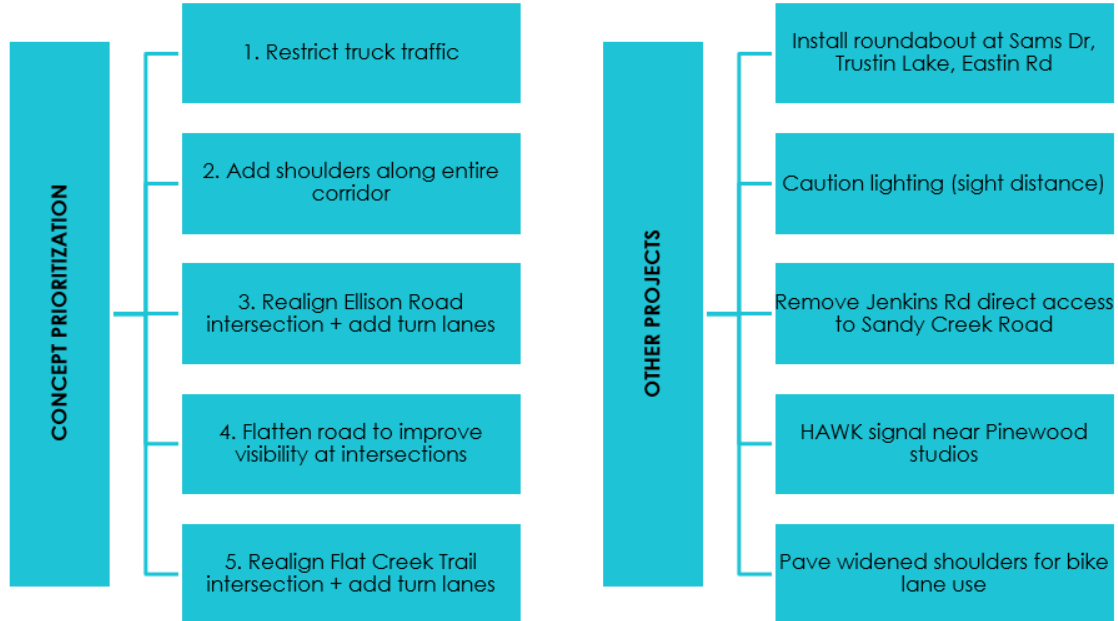 CONCEPT PRIORITIZATION
1. Restrict truck traffic
2. Add shoulders along entire
corridor
3. Realign Ellison Road
intersection + add turn lanes
4. Flatten road to improve
visibility at intersections
5. Realign Flat Creek Trail
intersection + add turn lanes
OTHER PROJECTS
Install roundabout at Sams Dr,
Trustin Lake, Eastin Rd
Caution lighting (sight distance)
Remove Jenkins Rd direct access
to Sandy Creek Road
HAWK signal near Pinewood
studios
Pave widened shoulders for bike
lane use